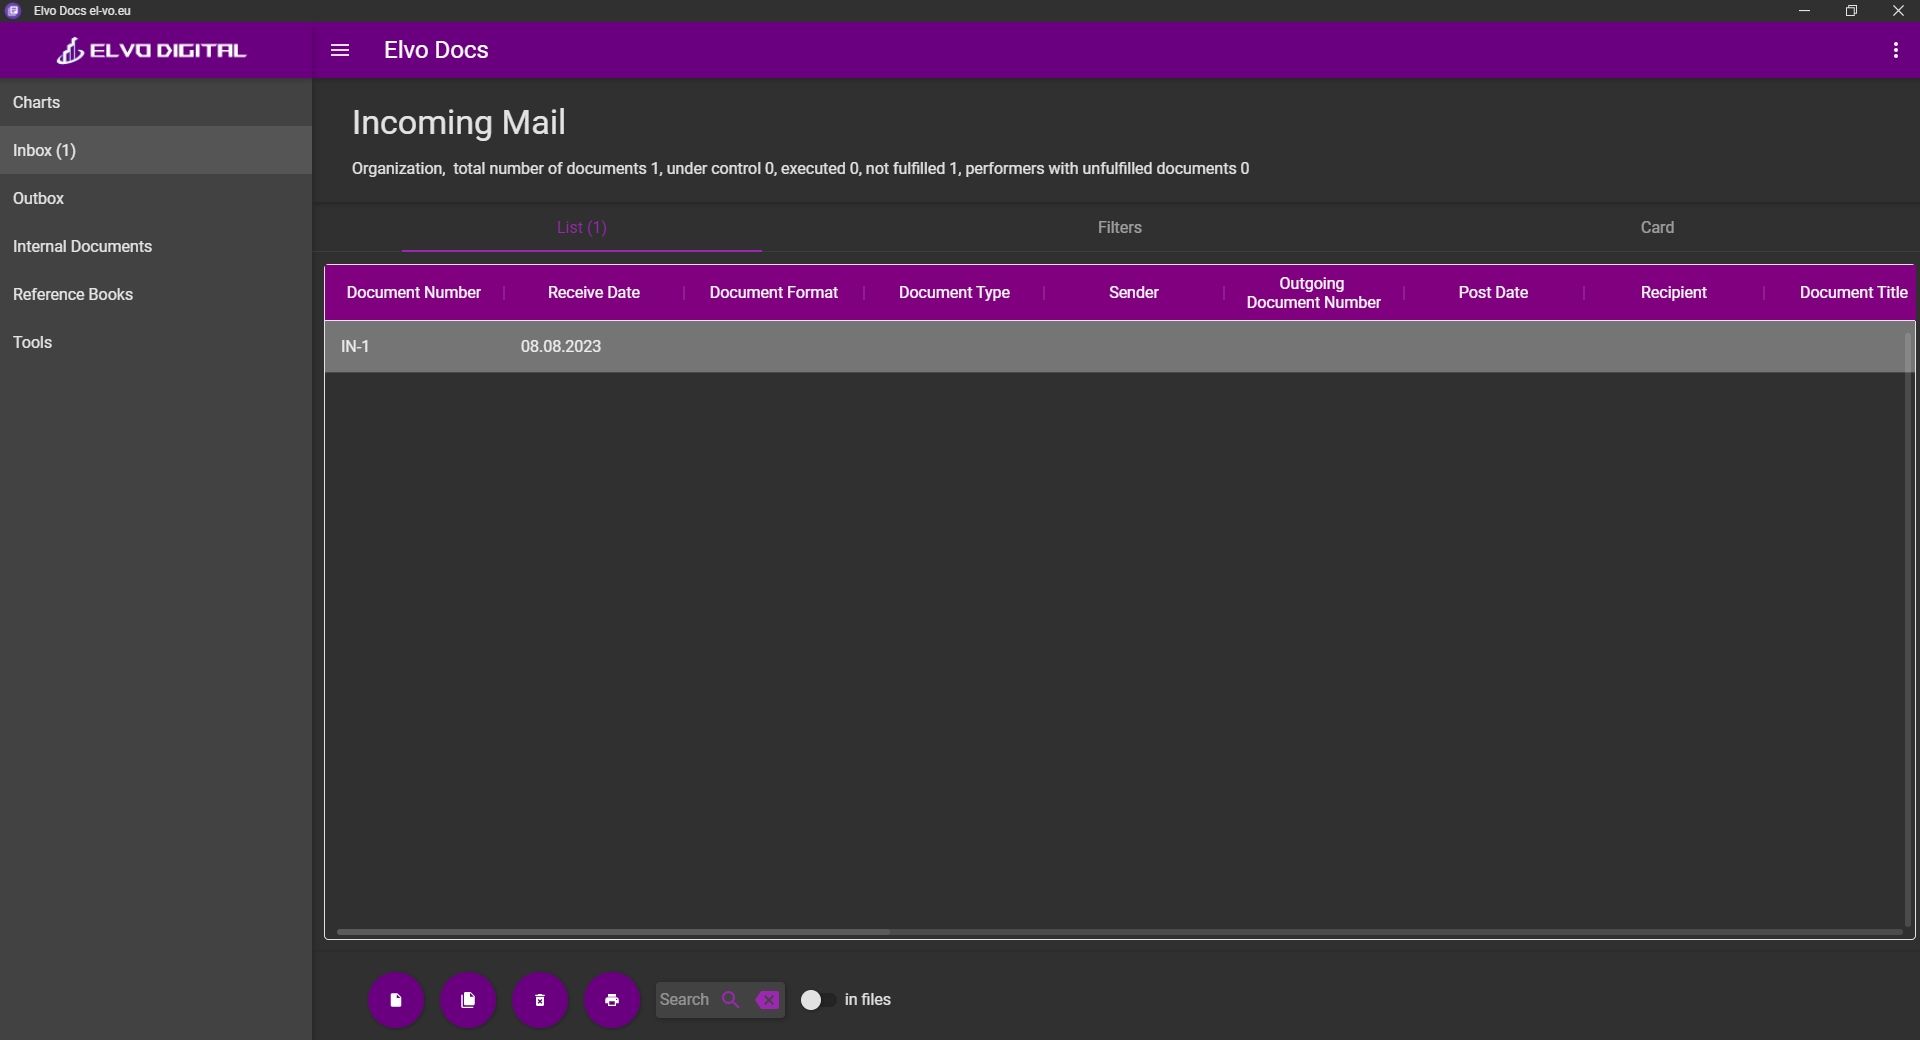 Elvo Docs el-vo.eu
ELVO DIGITAL
Elvo Docs
Charts
Inbox (1)
Outbox
Internal Documents
Reference Books
Tools
Incoming Mail
Organization,  total number of documents 1, under control 0, executed 0, not fulfilled 1, performers with unfulfilled documents 0
List (1)
Filters
Card
Document Number
Receive Date
Document Format
Document Type
Sender
Outgoing
Document Number
Post Date
Recipient
Document Title
IN-1
08.08.2023
Search
in files